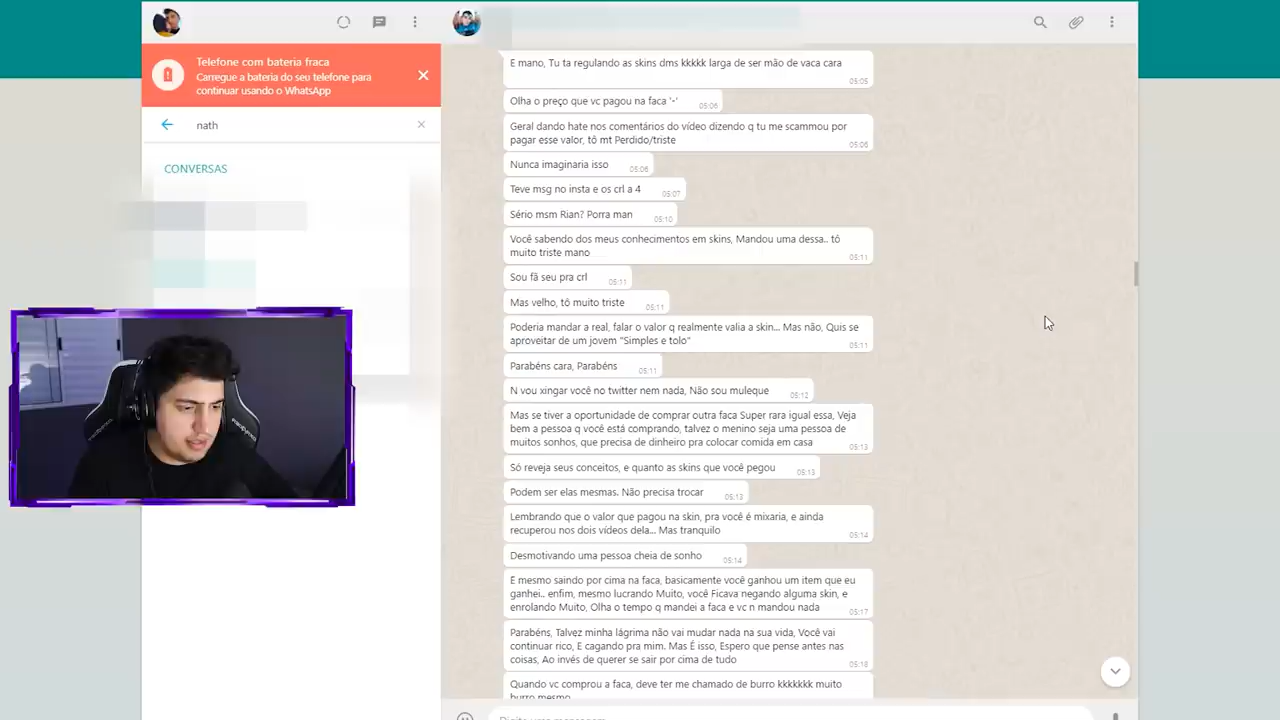 Telefone com bateria fraca
Carregue a bateria do seu telefone para
continuar usando o WhatsApp
nath
CONVERSAS
E mano, Tu ta regulando as skins dms kkkkk larga de ser mão de vaca cara
05:05
Olha o preço que vc pagou na faca '-'
05:06
Geral dando hate nos comentários do vídeo dizendo q tu me scammou por
pagar esse valor, tô mt Perdido/triste
05:06
Nunca imaginaria isso
05:06
Teve msg no insta e os crl a 4
05:07
Sério msm Rian? Porra man
05:10
Você sabendo dos meus conhecimentos em skins, Mandou uma dessa.. tô
muito triste mano
05:11
Sou fã seu pra crl
05:11
Mas velho, tô muito triste
05:11
Poderia mandar a real, falar o valor q realmente valia a skin... Mas não, Quis se
aproveitar de um jovem "Simples e tolo"
05:11
Parabéns cara, Parabéns
05:11
N vou xingar você no twitter nem nada, Não sou muleque
05:12
Mas se tiver a oportunidade de comprar outra faca Super rara igual essa, Veja
bem a pessoa q você está comprando, talvez o menino seja uma pessoa de
muitos sonhos, que precisa de dinheiro pra colocar comida em casa
05:13
Só reveja seus conceitos, e quanto as skins que você pegou
05:13
Podem ser elas mesmas. Não precisa trocar
05:13
Lembrando que o valor que pagou na skin, pra você é mixaria, e ainda
recuperou nos dois vídeos dela... Mas tranquilo
05:14
Desmotivando uma pessoa cheia de sonho
05:14
E mesmo saindo por cima na faca, basicamente você ganhou um item que eu
ganhei.. enfim, mesmo lucrando Muito, você Ficava negando alguma skin, e
enrolando Muito, Olha o tempo q mandei a faca e vc n mandou nada
05:17
Parabéns, Talvez minha lágrima não vai mudar nada na sua vida, Você vai
continuar rico, E cagando pra mim. Mas É isso, Espero que pense antes nas
coisas, Ao invés de querer se sair por cima de tudo
05:18
Quando vc comprou a faca, deve ter me chamado de burro kkkkkkk muito
burro mesmo
Digite uma mensagem